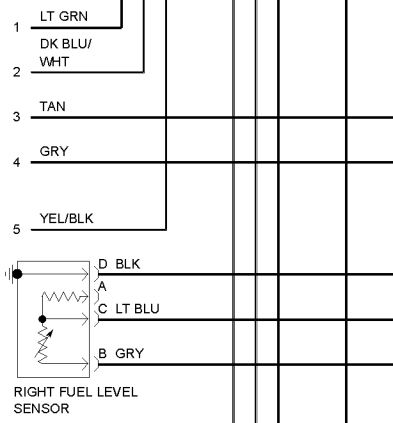 1 LT GRN
DK BLU/
2 WHT
3 TAN
4 GRY
5 YEL/BLK
D BLK
A
C LT BLU
B GRY
RIGHT FUEL LEVEL
SENSOR